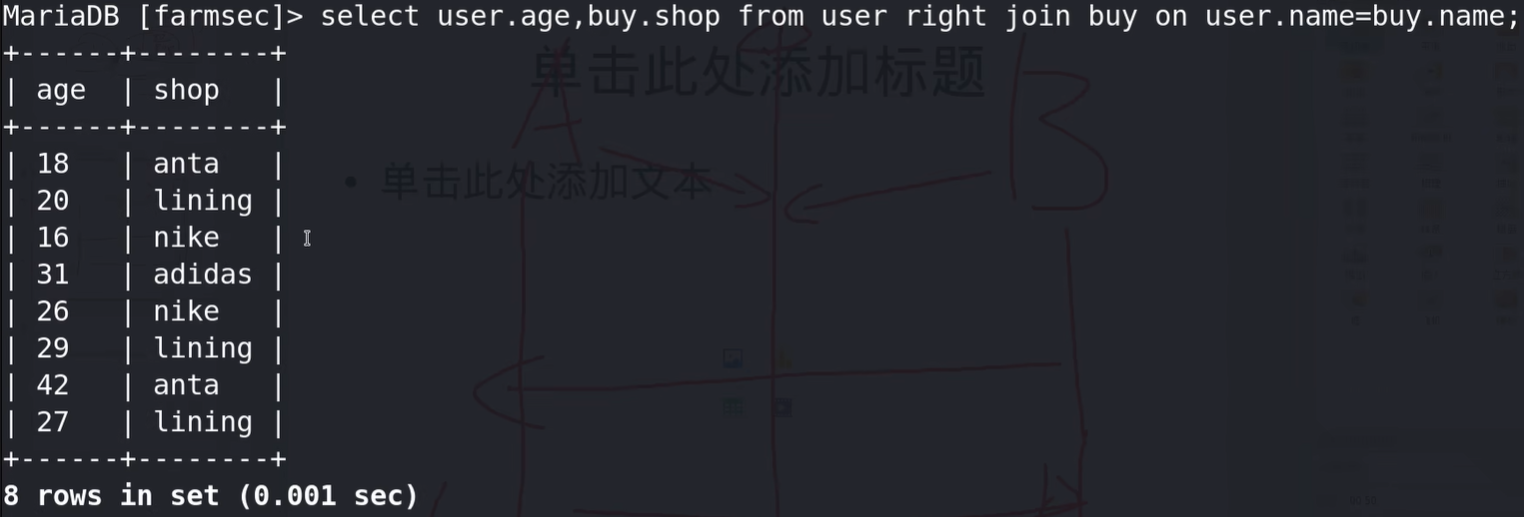 MariaDB [farmsec]> select user.age,buy.shop from user right join buy on user.name=buy.name;
+------+--------+
| age  | shop   |
+------+--------+
| 18   | anta   |
| 20   | lining |
| 16   | nike   |
| 31   | adidas |
| 26   | nike   |
| 29   | lining |
| 42   | anta   |
| 27   | lining |
+------+--------+
8 rows in set (0.001 sec)
单击此处添加标题
• 单击此处添加文本
A
B